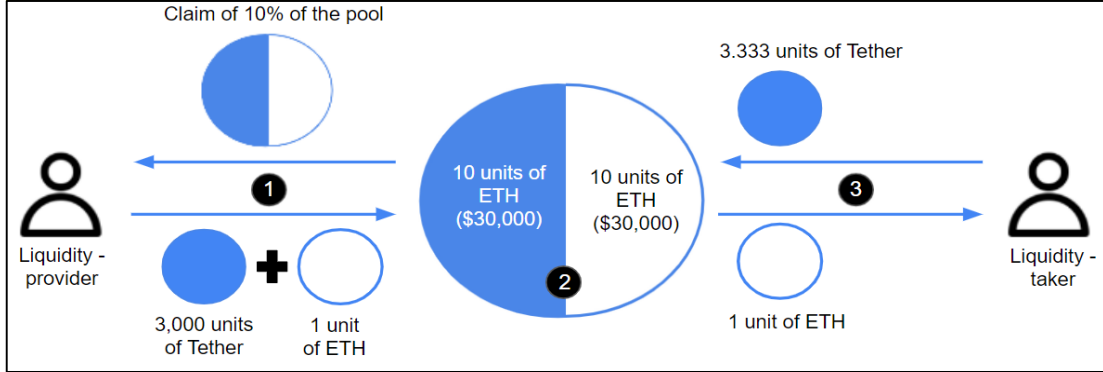 Claim of 10% of the pool
3.333 units of Tether
10 units of
ETH
($30,000)
10 units of
ETH
($30,000)
1
3
Liquidity -
provider
Liquidity -
taker
2
3,000 units
of Tether
1 unit
of ETH
1 unit of ETH